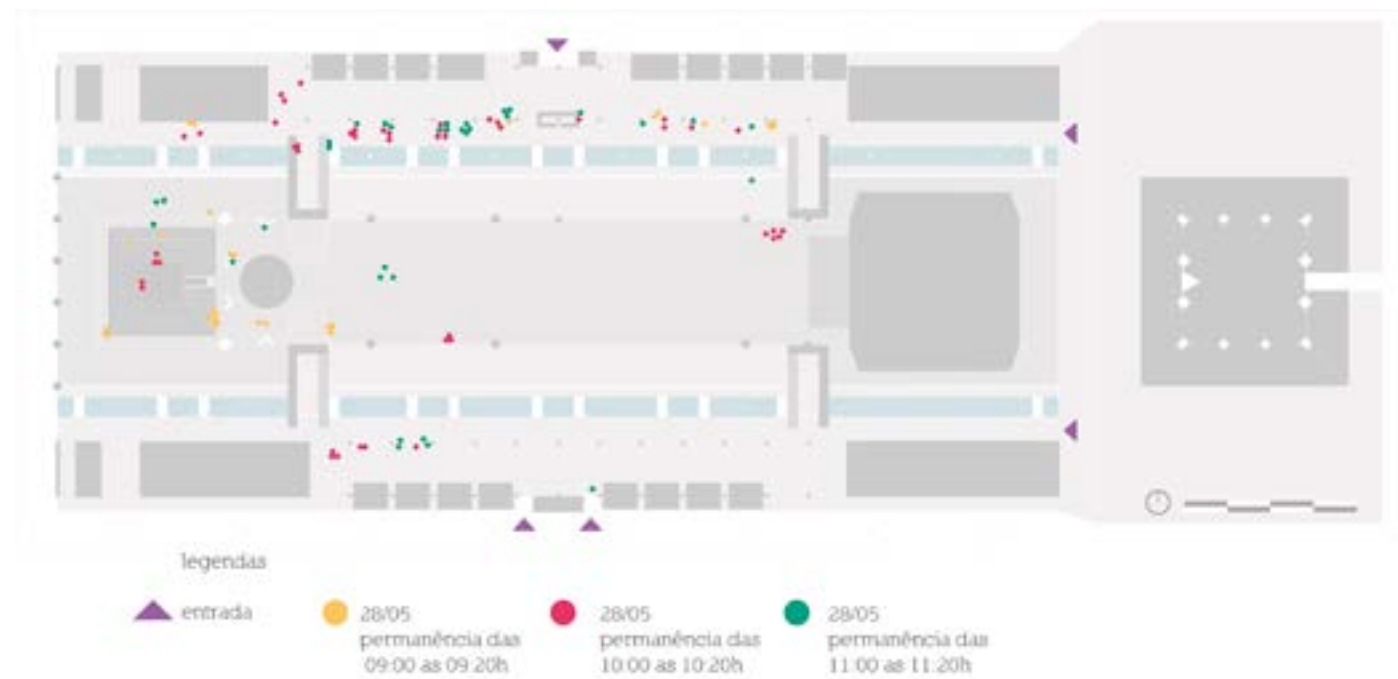 legendas
entrada
28/05
permanência das
09:00 as 09:20h
28/05
permanência das
10:00 as 10:20h
28/05
permanência das
11:00 as 11:20h